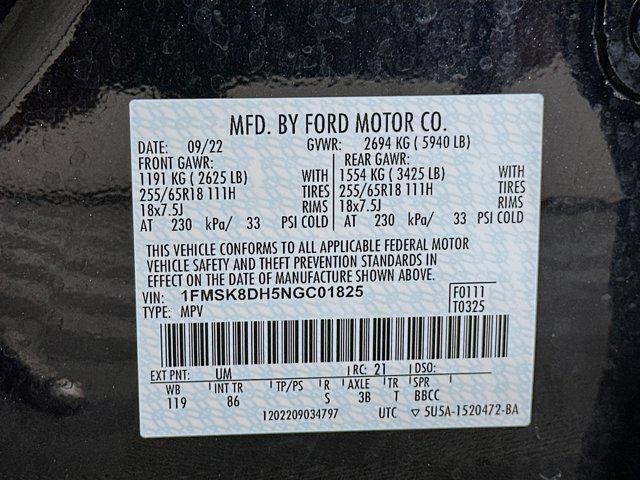 MFD. BY FORD MOTOR CO.
DATE: 09/22 GVWR: 2694 KG ( 5940 LB)
FRONT GAWR: REAR GAWR:
1191 KG ( 2625 LB) WITH 1554 KG ( 3425 LB) WITH
255/65R18 111H TIRES 255/65R18 111H TIRES
18x7.5J RIMS 18x7.5J RIMS
AT 230 kPa/ 33 PSI COLD AT 230 kPa/ 33 PSI COLD
THIS VEHICLE CONFORMS TO ALL APPLICABLE FEDERAL MOTOR
VEHICLE SAFETY AND THEFT PREVENTION STANDARDS IN
EFFECT ON THE DATE OF MANUFACTURE SHOWN ABOVE.
VIN: 1FMSK8DH5NGC01825 F0111
TYPE: MPV T0325
EXT PNT: UM RC: 21 DSO:
WB INT TR TP/PS R AXLE TR SPR
119 86 S 3B T BBCC
1202209034797 UTC ▽ 5U5A-1520472-BA